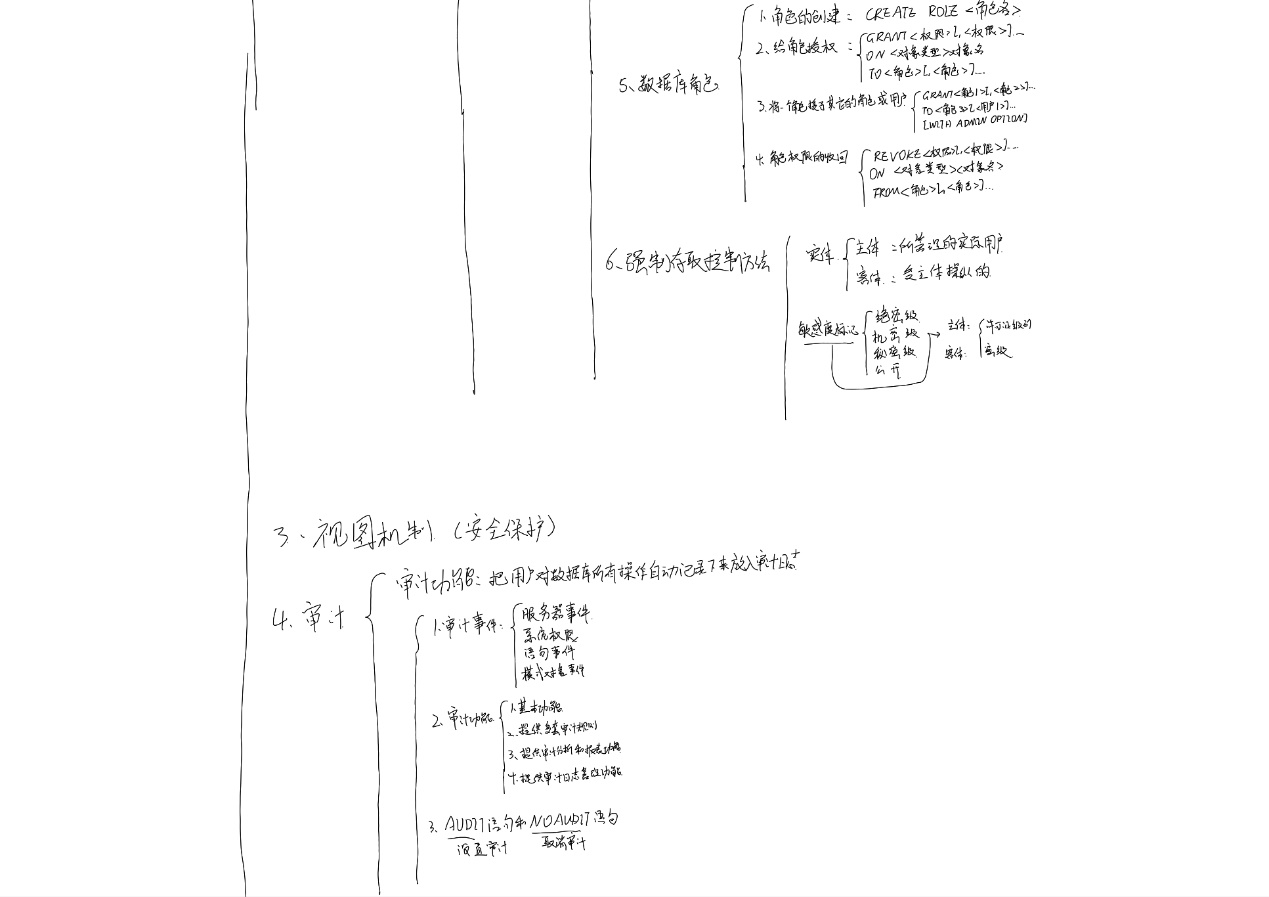 5、数据库角色
1. 角色的创建: CREATE ROLE <角色名>
2、给角色授权:
GRANT <权限>[,<权限>]...
ON <对象类型>对象名
TO <角色>[,<角色>]...
3. 将一个角色授予其它的角色或用户
GRANT <角色1>[,<角色2>]...
TO <角色3>[<用户1>]...
[WITH ADMIN OPTION]
4. 角色权限的收回
REVOKE <权限>[,<权限>]...
ON <对象类型><对象名>
FROM <角色>[,<角色>]...
6、强制存取控制方法
实体
主体:所管理的实际用户
客体:受主体操纵的
敏感度标记
绝密级
机密级
秘密级
公开
主体: 许可证级别
客体: 密级
3、视图机制(安全保护)
4、审计
审计功能: 把用户对数据库所有操作自动记录下来放入审计日志
1.审计事件:
服务器事件
系统权限
语句事件
模式对象事件
2、审计功能
1.基本功能
2.提供多套审计规则
3、提供审计分析和报表功能
4.提供审计日志管理功能
3、AUDIT语句和NOAUDIT语句
设置审计 取消审计